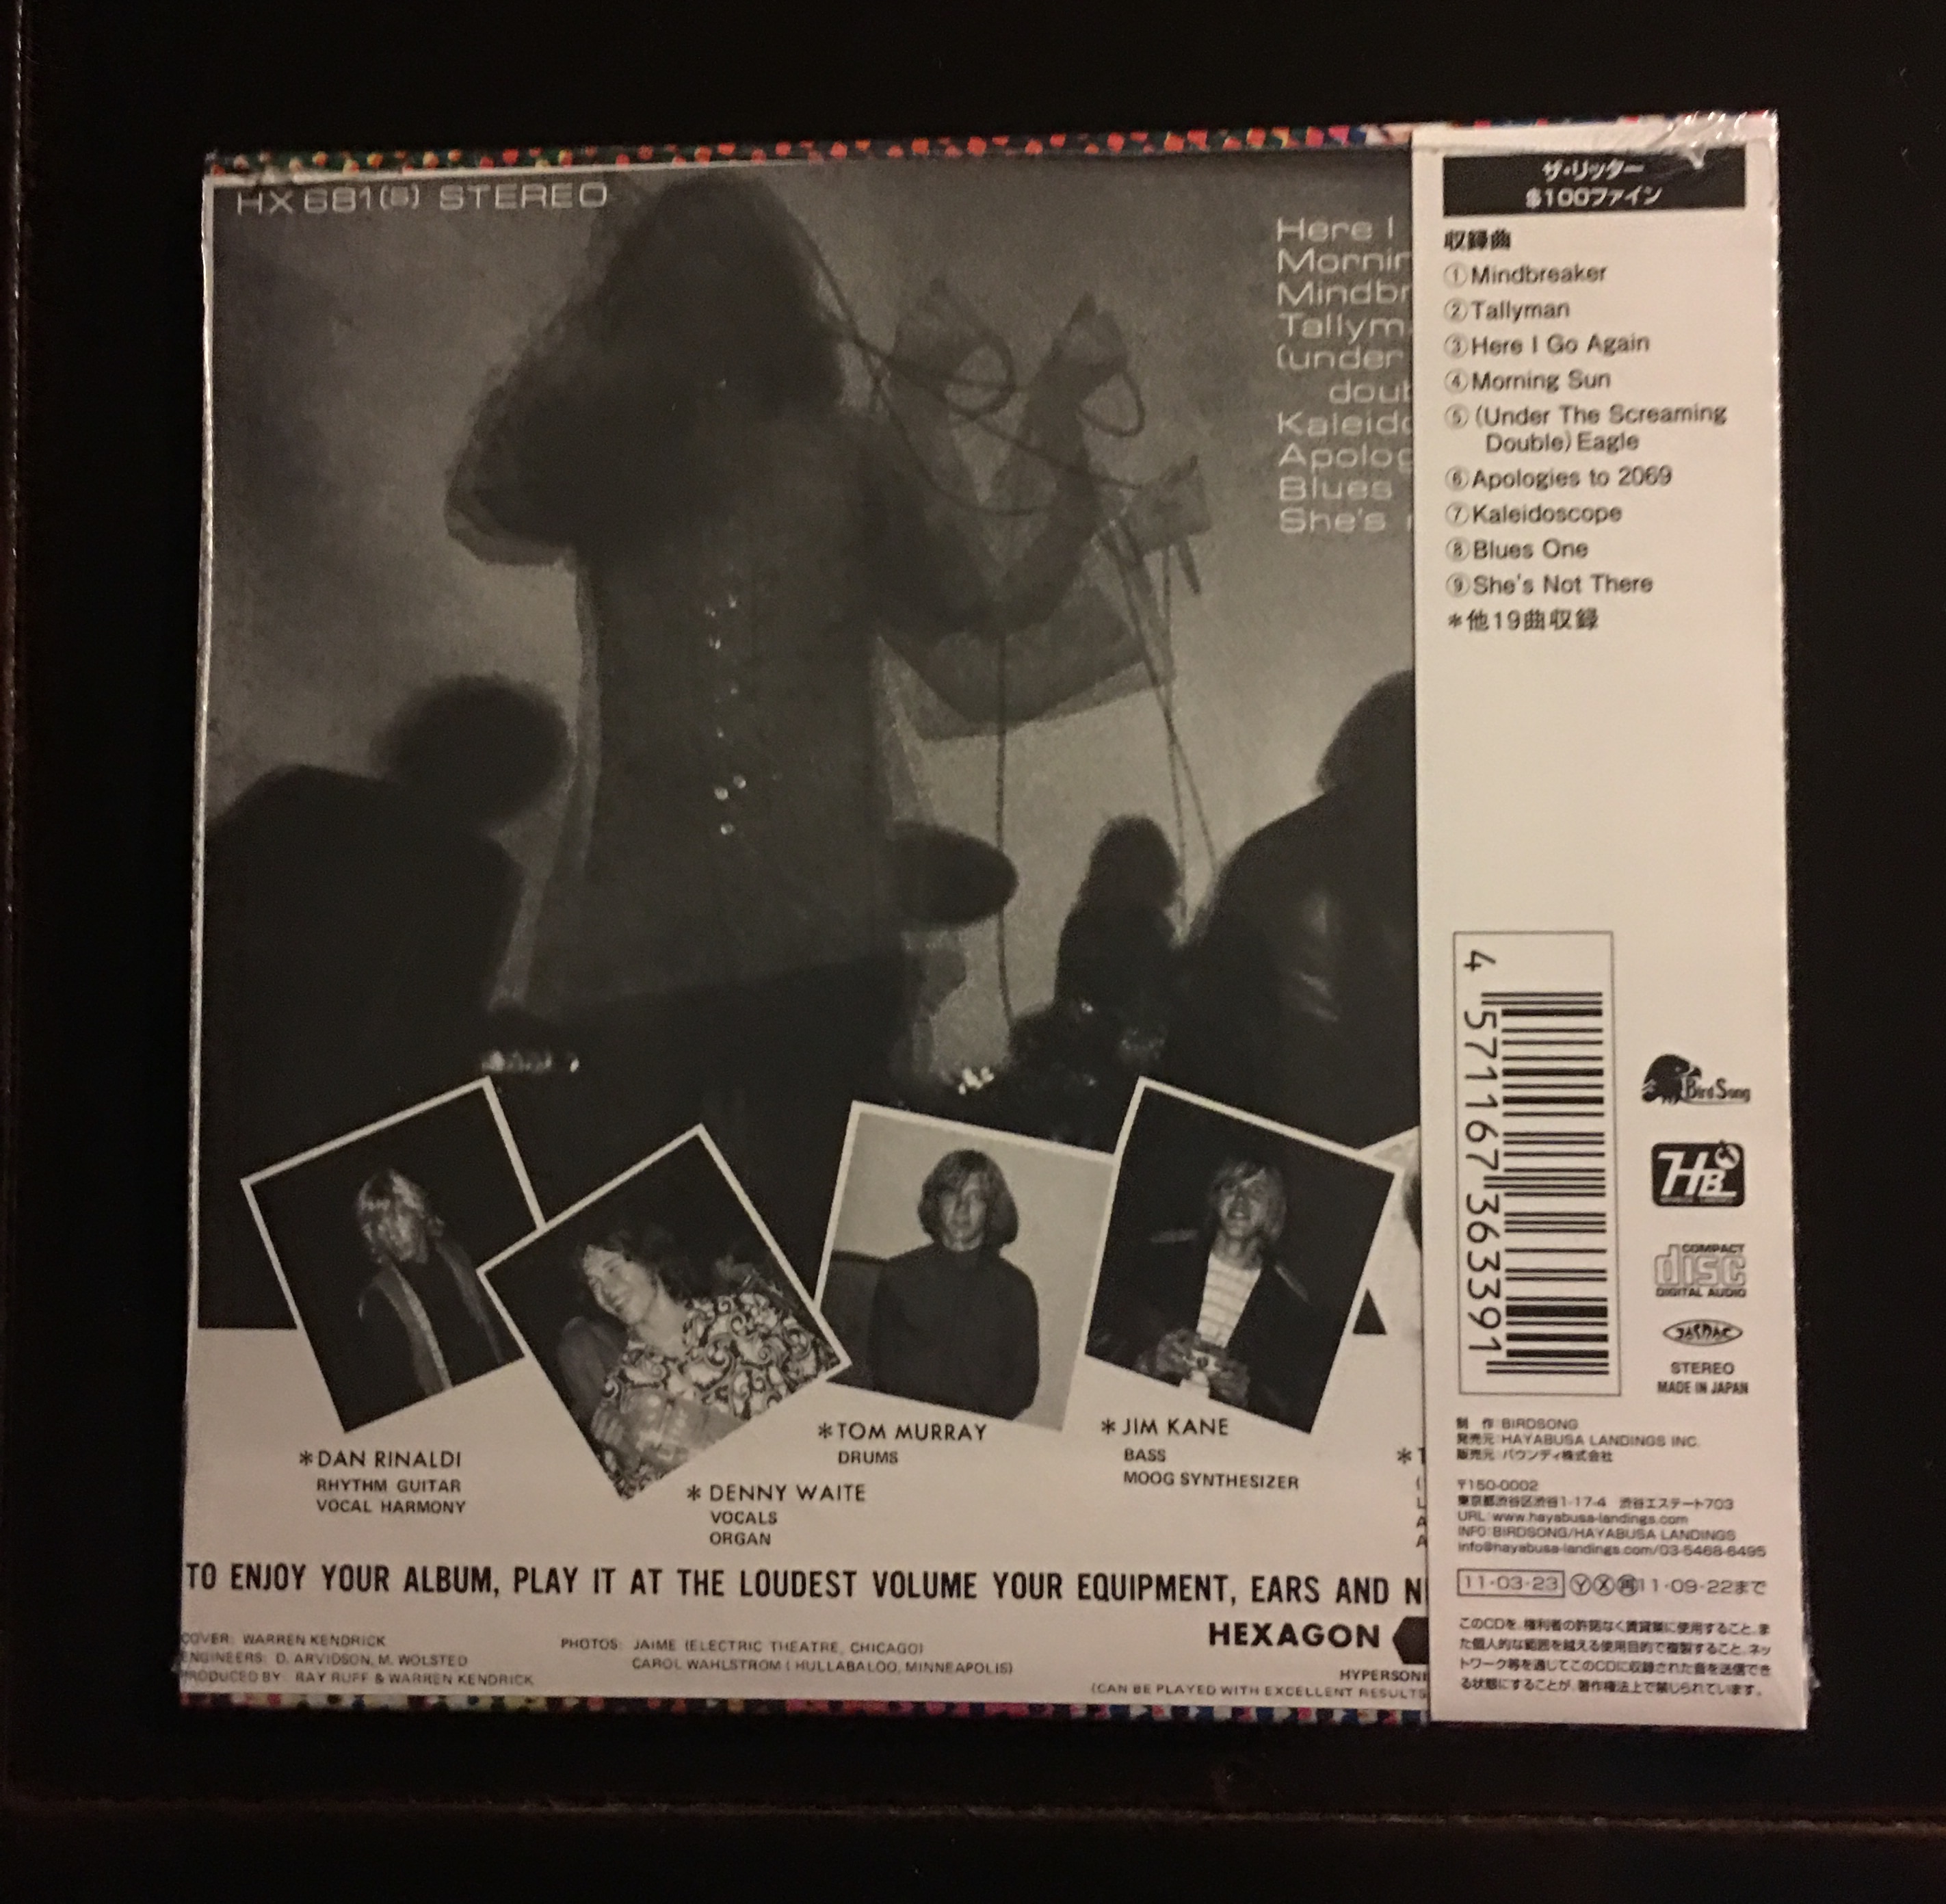 HX 681(B) STEREO
Here I
Mornin
Mindbr
Tallym
(under
doub
Kaleido
Apolog
Blues
She's
*DAN RINALDI
RHYTHM GUITAR
VOCAL HARMONY
* DENNY WAITE
VOCALS
ORGAN
*TOM MURRAY
DRUMS
*JIM KANE
BASS
MOOG SYNTHESIZER
TO ENJOY YOUR ALBUM, PLAY IT AT THE LOUDEST VOLUME YOUR EQUIPMENT, EARS AND N
HEXAGON
HYPERSONI
(CAN BE PLAYED WITH EXCELLENT RESULTS
COVER: WARREN KENDRICK
ENGINEERS: D. ARVIDSON, M. WOLSTED
PRODUCED BY: RAY RUFF & WARREN KENDRICK
PHOTOS: JAIME (ELECTRIC THEATRE, CHICAGO)
CAROL WAHLSTROM ( HULLABALOO, MINNEAPOLIS)
ザ・リッター
$100ファイン
収録曲
①Mindbreaker
②Tallyman
③Here I Go Again
④Morning Sun
⑤(Under The Screaming
Double)Eagle
⑥Apologies to 2069
⑦Kaleidoscope
⑧Blues One
⑨She's Not There
*他19曲収録
4 571167 363391
Bird Song
HB
COMPACT
disc
DIGITAL AUDIO
JASRAC
STEREO
MADE IN JAPAN
制 作:BIRDSONG
発売元:HAYABUSA LANDINGS INC.
販売元:バウンディ株式会社
〒150-0002
東京都渋谷区渋谷1-17-4 渋谷エステート703
URL:www.hayabusa-landings.com
INFO:BIRDSONG/HAYABUSA LANDINGS
info@hayabusa-landings.com/03-5468-6495
11・03・23 ⓎⓍ㊣11・09・22まで
このCDを、権利者の許諾なく賃貸業に使用すること、ま
た個人的な範囲を越える使用目的で複製すること、ネッ
トワーク等を通じてこのCDに収録された音を送信でき
る状態にすることが、著作権法上で禁じられています。